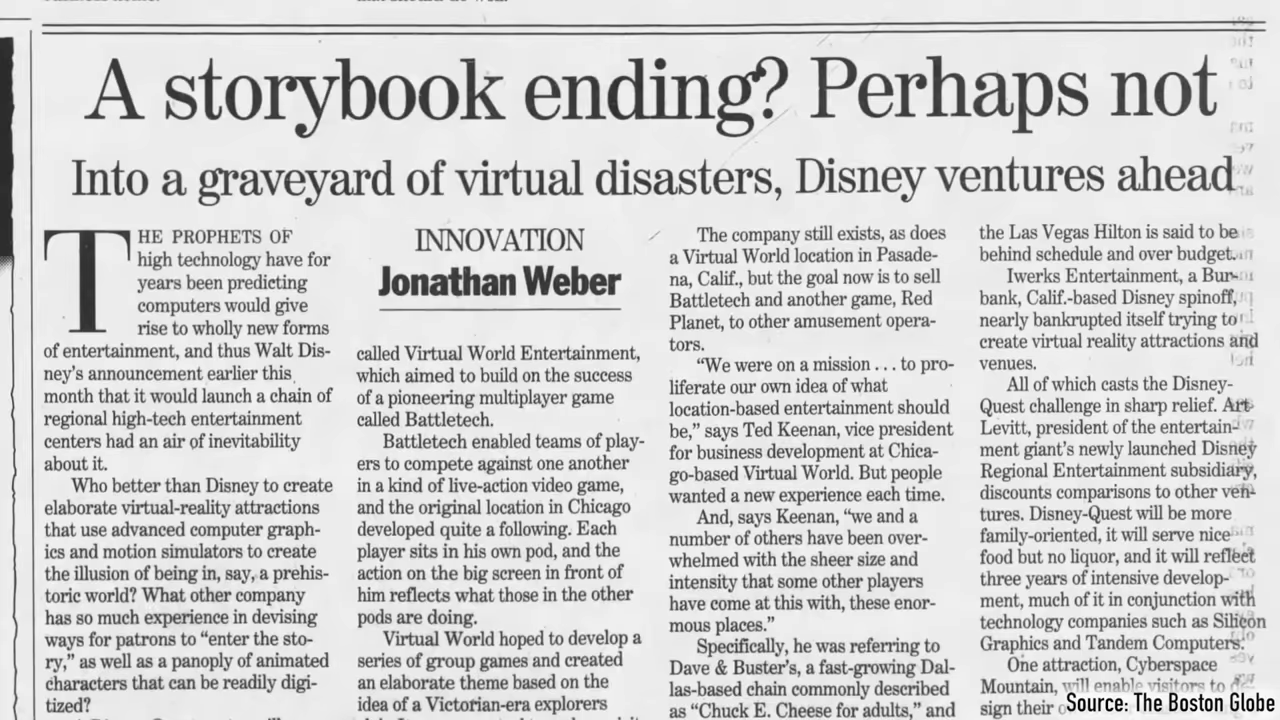 A storybook ending? Perhaps not
Into a graveyard of virtual disasters, Disney ventures ahead
THE PROPHETS OF
high technology have for
years been predicting
computers would give
rise to wholly new forms
of entertainment, and thus Walt Dis-
ney's announcement earlier this
month that it would launch a chain of
regional high-tech entertainment
centers had an air of inevitability
about it.
Who better than Disney to create
elaborate virtual-reality attractions
that use advanced computer graph-
ics and motion simulators to create
the illusion of being in, say, a prehis-
toric world? What other company
has so much experience in devising
ways for patrons to "enter the sto-
ry," as well as a panoply of animated
characters that can be readily digi-
tized?
INNOVATION
Jonathan Weber
called Virtual World Entertainment,
which aimed to build on the success
of a pioneering multiplayer game
called Battletech.
Battletech enabled teams of play-
ers to compete against one another
in a kind of live-action video game,
and the original location in Chicago
developed quite a following. Each
player sits in his own pod, and the
action on the big screen in front of
him reflects what those in the other
pods are doing.
Virtual World hoped to develop a
series of group games and created
an elaborate theme based on the
idea of a Victorian-era explorers
The company still exists, as does
a Virtual World location in Pasade-
na, Calif., but the goal now is to sell
Battletech and another game, Red
Planet, to other amusement opera-
tors.
"We were on a mission . . . to pro-
liferate our own idea of what
location-based entertainment should
be," says Ted Keenan, vice president
for business development at Chica-
go-based Virtual World. But people
wanted a new experience each time.
And, says Keenan, "we and a
number of others have been over-
whelmed with the sheer size and
intensity that some other players
have come at this with, these enor-
mous places."
Specifically, he was referring to
Dave & Buster's, a fast-growing Dal-
las-based chain commonly described
as "Chuck E. Cheese for adults," and
the Las Vegas Hilton is said to be
behind schedule and over budget.
Iwerks Entertainment, a Bur-
bank, Calif.-based Disney spinoff,
nearly bankrupted itself trying to
create virtual reality attractions and
venues.
All of which casts the Disney-
Quest challenge in sharp relief. Art
Levitt, president of the entertain-
ment giant's newly launched Disney
Regional Entertainment subsidiary,
discounts comparisons to other ven-
tures. Disney-Quest will be more
family-oriented, it will serve nice
food but no liquor, and it will reflect
three years of intensive develop-
ment, much of it in conjunction with
technology companies such as Silicon
Graphics and Tandem Computers.
One attraction, Cyberspace
Mountain, will enable visitors to de-
sign their
Source: The Boston Globe